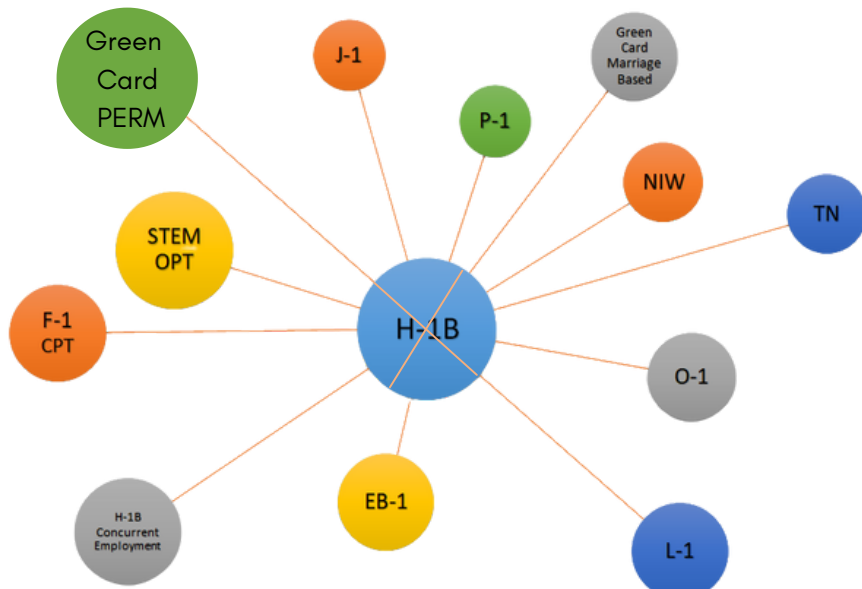 Green
Card
PERM
J-1
Green
Card
Marriage
Based
P-1
NIW
TN
STEM
OPT
F-1
CPT
H-1B
O-1
EB-1
H-1B
Concurrent
Employment
L-1